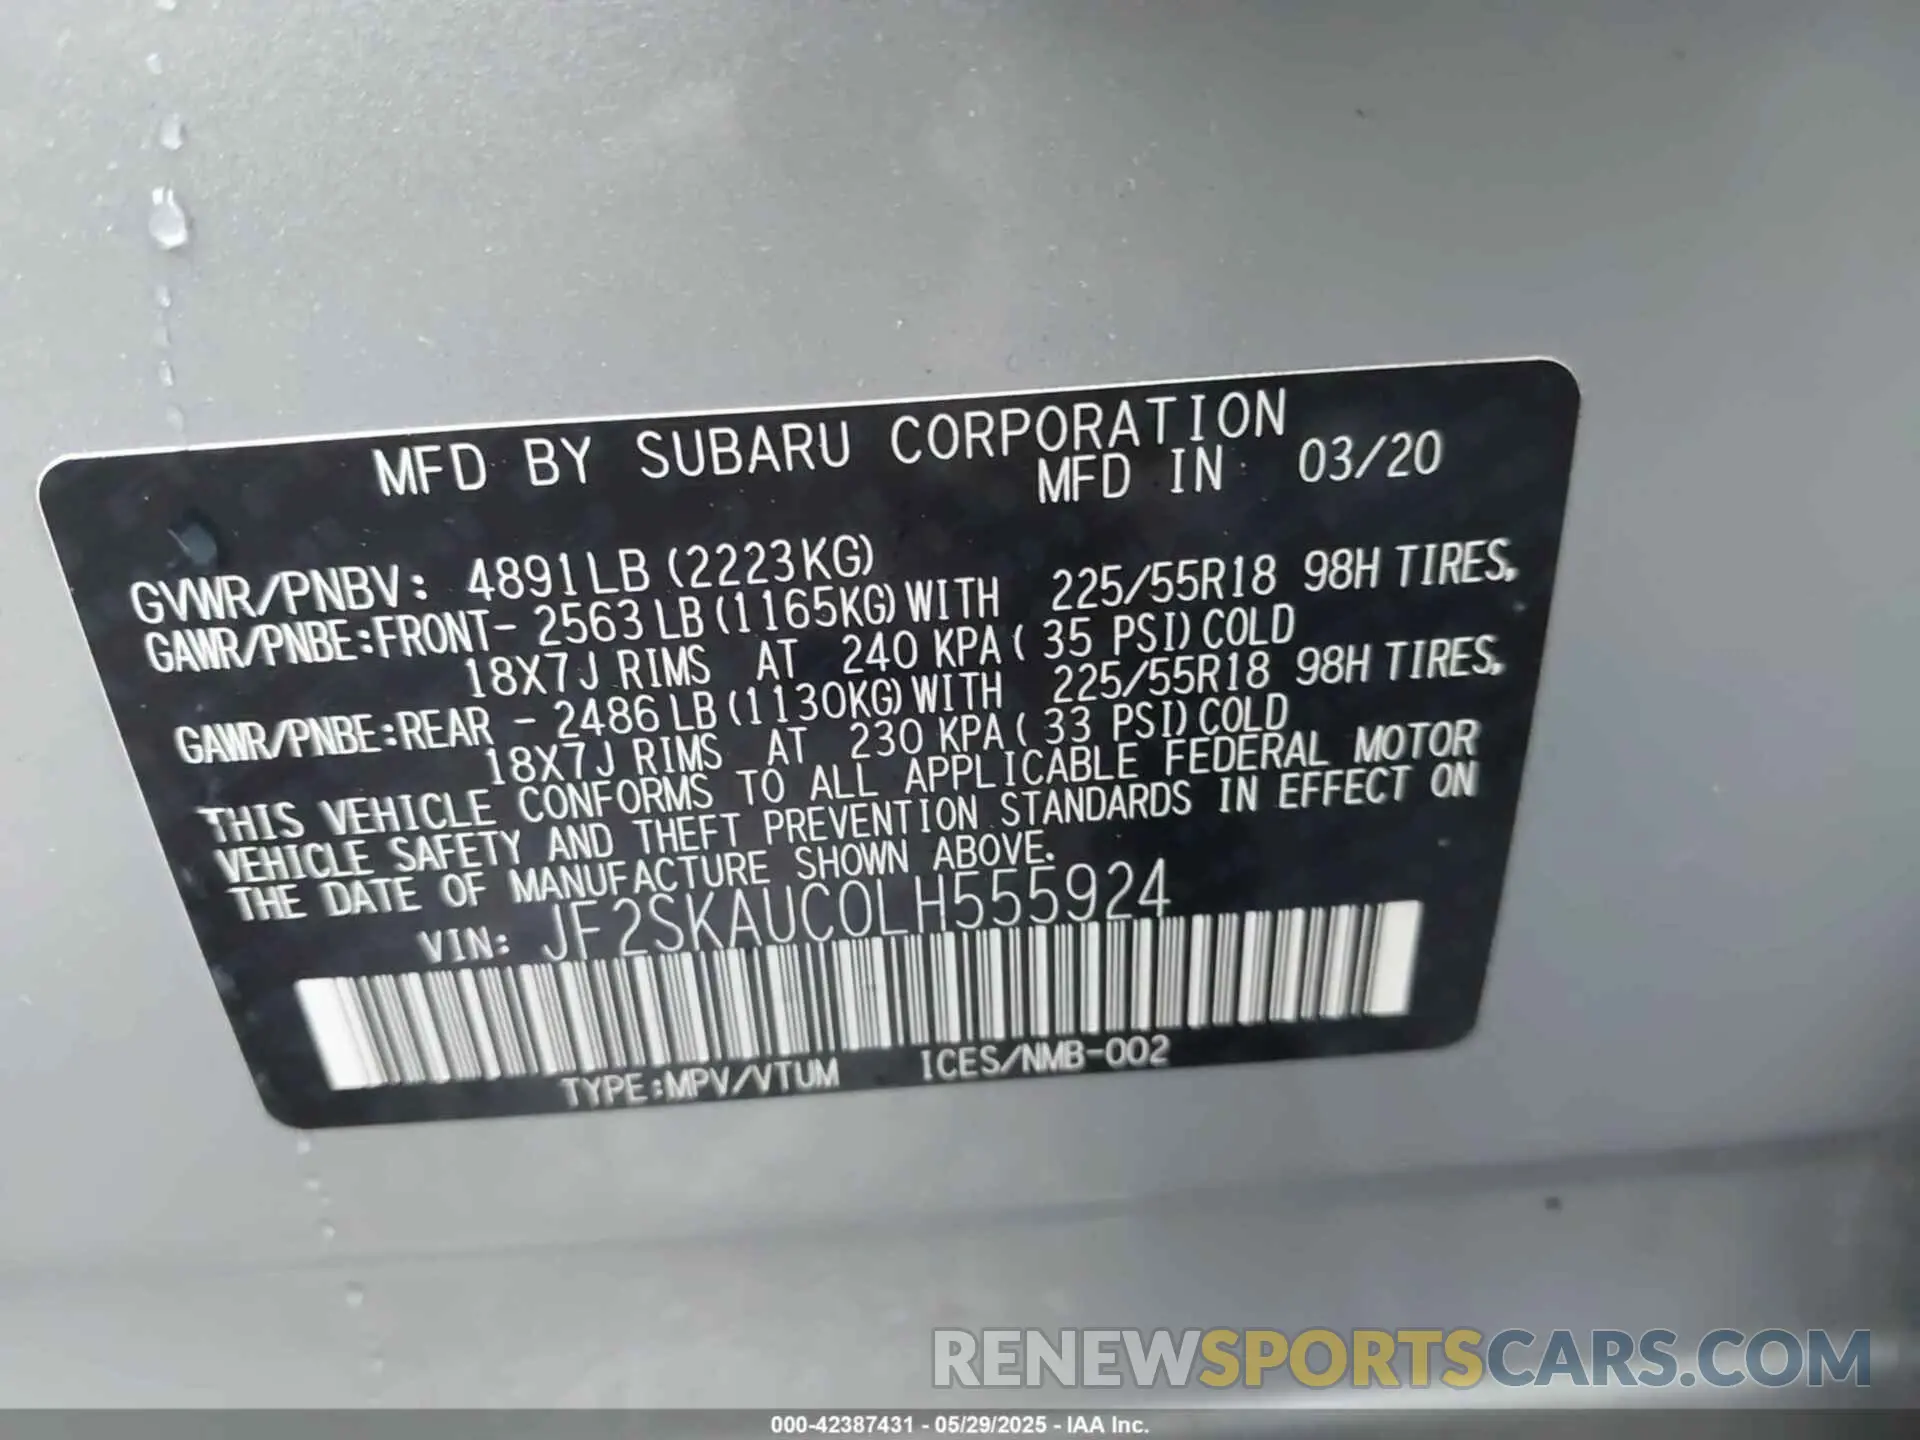 MFD BY SUBARU CORPORATION
MFD IN 03/20
GVWR/PNBV: 4891LB (2223KG)
GAWR/PNBE:FRONT- 2563 LB (1165KG) WITH 225/55R18 98H TIRES,
18X7J RIMS AT 240 KPA ( 35 PSI) COLD
GAWR/PNBE:REAR - 2486 LB (1130KG) WITH 225/55R18 98H TIRES,
18X7J RIMS AT 230 KPA ( 33 PSI) COLD
THIS VEHICLE CONFORMS TO ALL APPLICABLE FEDERAL MOTOR
VEHICLE SAFETY AND THEFT PREVENTION STANDARDS IN EFFECT ON
THE DATE OF MANUFACTURE SHOWN ABOVE.
VIN: JF2SKAUC0LH555924
TYPE:MPV/VTUM ICES/NMB-002
RENEWSPORTSCARS.COM
000-42387431 - 05/29/2025 - IAA Inc.